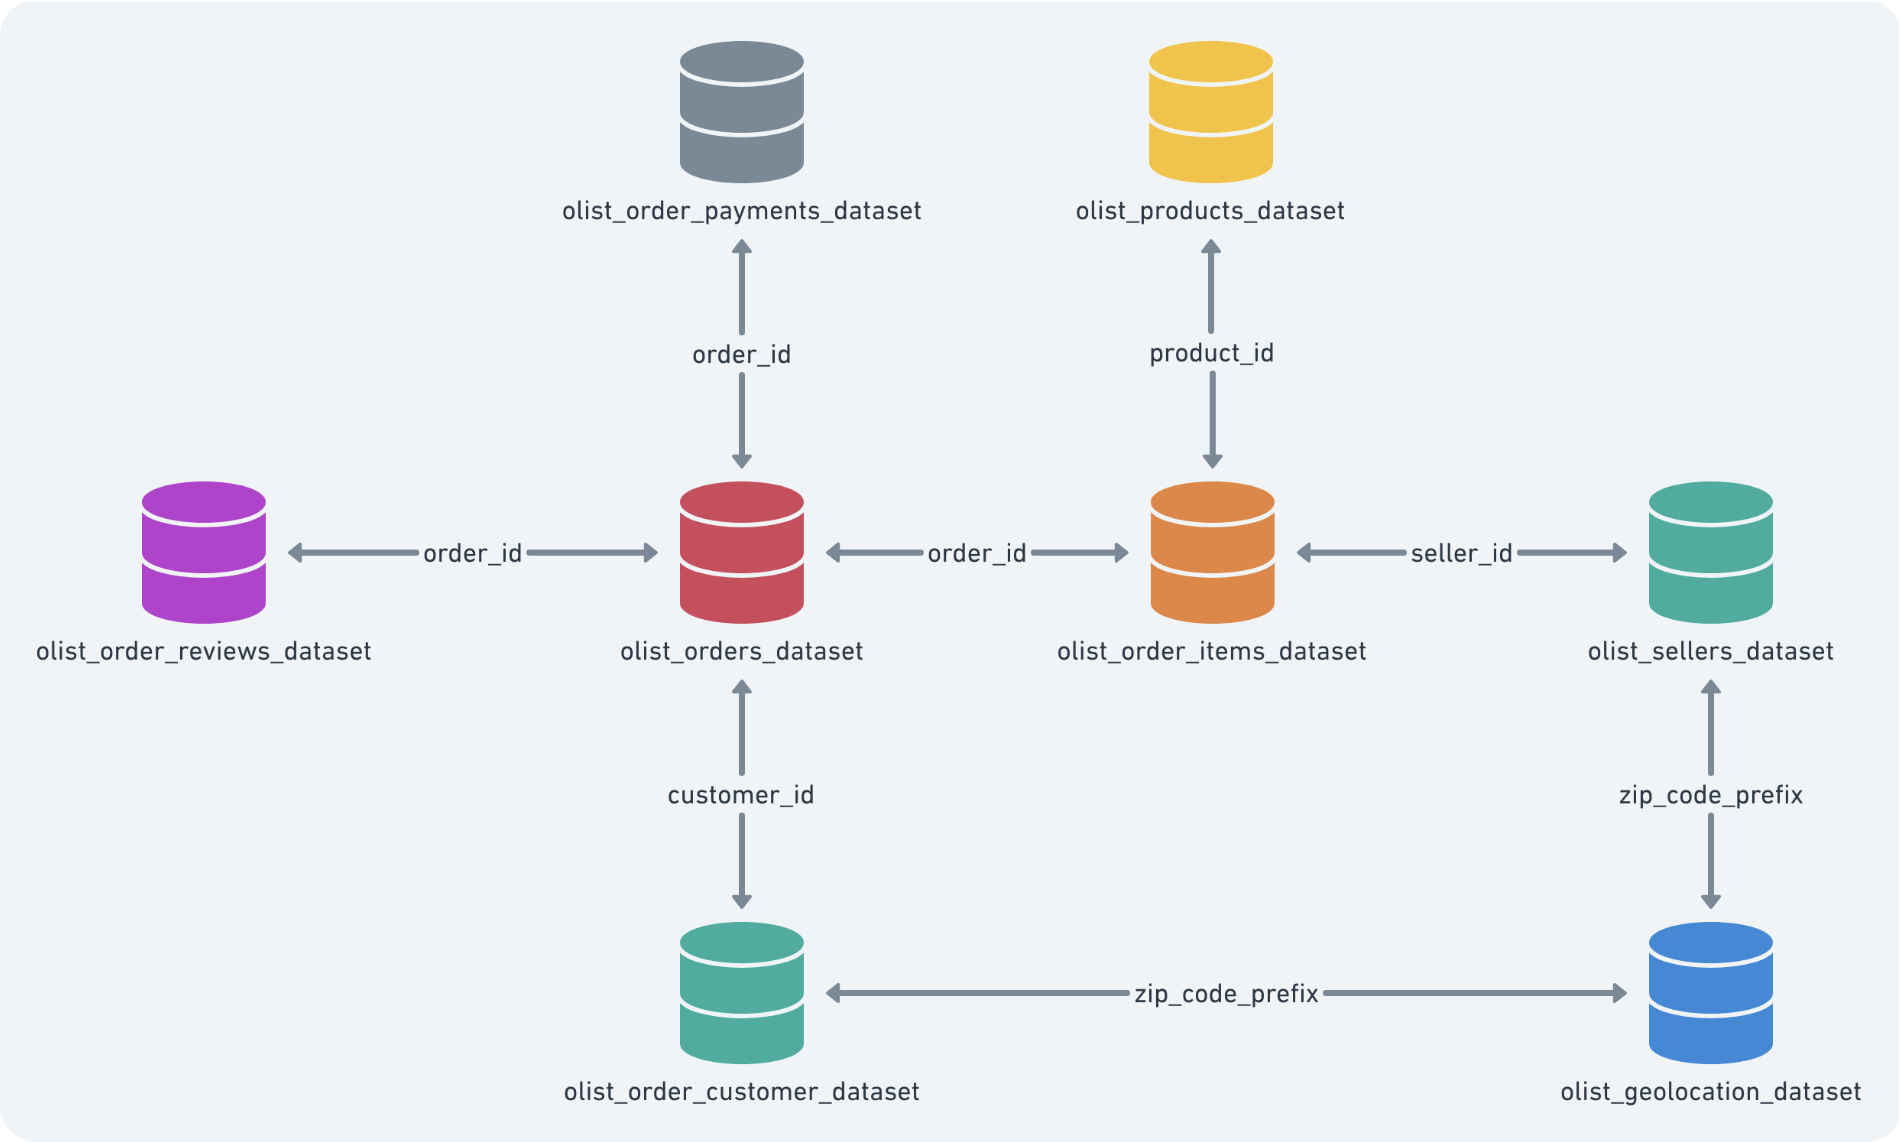 olist_order_payments_dataset
olist_products_dataset
order_id
product_id
order_id
order_id
seller_id
olist_order_reviews_dataset
olist_orders_dataset
olist_order_items_dataset
olist_sellers_dataset
customer_id
zip_code_prefix
zip_code_prefix
olist_order_customer_dataset
olist_geolocation_dataset